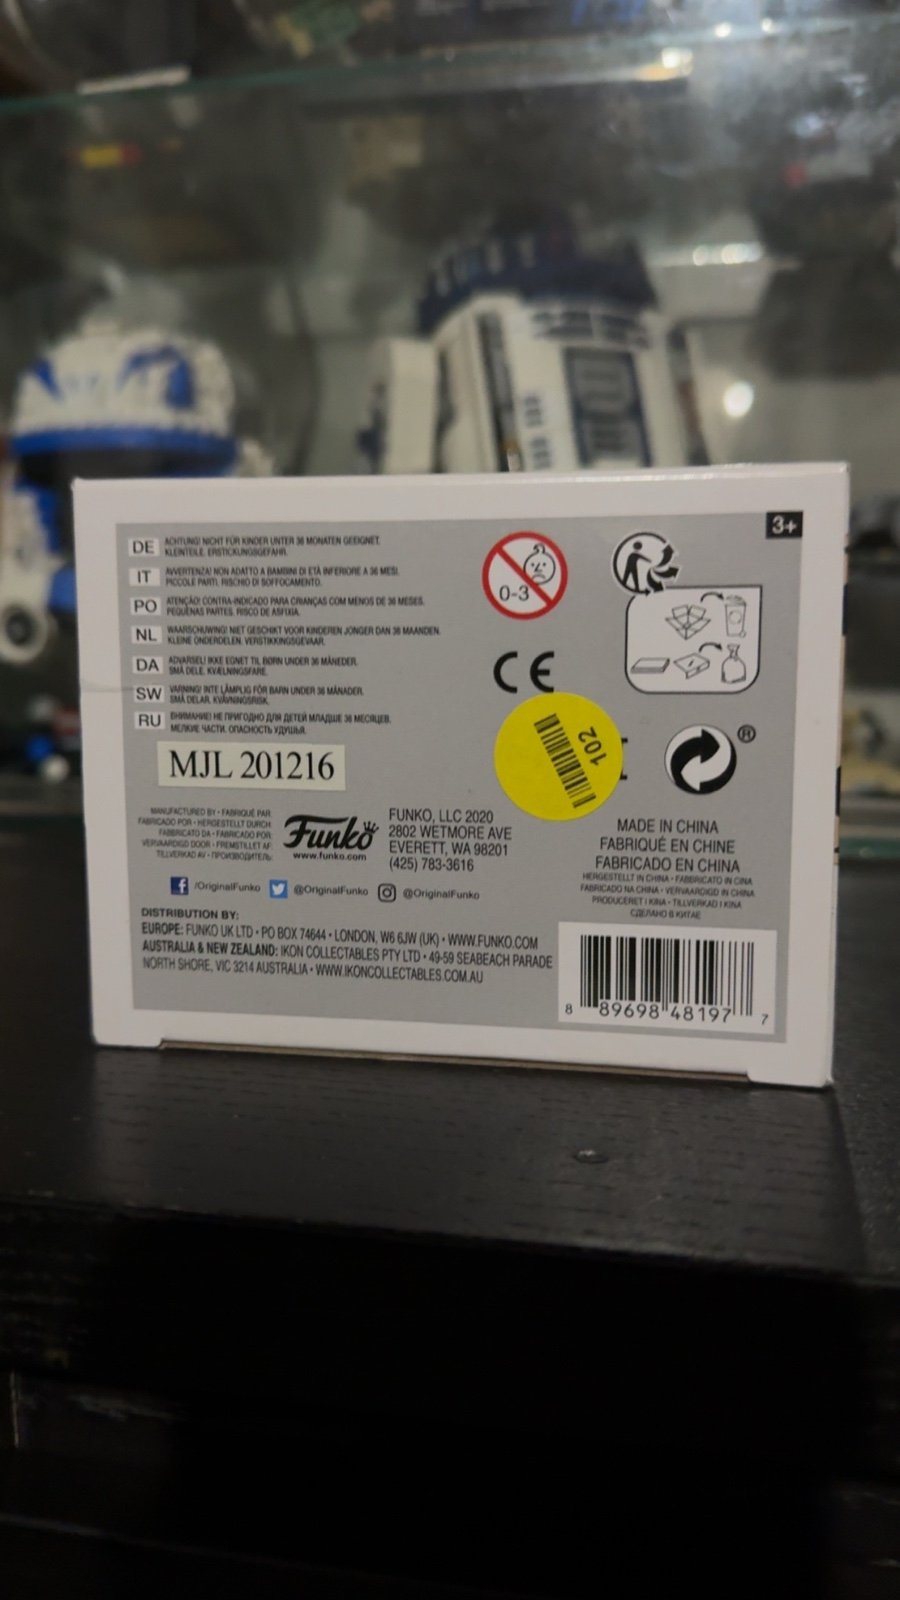 3+
DE ACHTUNG! NICHT FÜR KINDER UNTER 36 MONATEN GEEIGNET.
KLEINTEILE. ERSTICKUNGSGEFAHR.
IT AVVERTENZA! NON ADATTO A BAMBINI DI ETÀ INFERIORE A 36 MESI.
PICCOLE PARTI. RISCHIO DI SOFFOCAMENTO.
PO ATENÇÃO! CONTRA-INDICADO PARA CRIANÇAS COM MENOS DE 36 MESES.
PEQUENAS PARTES. RISCO DE ASFIXIA.
NL WAARSCHUWING! NIET GESCHIKT VOOR KINDEREN JONGER DAN 36 MAANDEN.
KLEINE ONDERDELEN. VERSTIKKINGSGEVAAR.
DA ADVARSEL! IKKE EGNET TIL BØRN UNDER 36 MÅNEDER.
SMÅ DELE. KVÆLNINGSFARE.
SW VARNING! INTE LÄMPLIG FÖR BARN UNDER 36 MÅNADER.
SMÅ DELAR. KVÄVNINGSRISK.
RU ВНИМАНИЕ! НЕ ПРИГОДНО ДЛЯ ДЕТЕЙ МЛАДШЕ 36 МЕСЯЦЕВ.
МЕЛКИЕ ЧАСТИ. ОПАСНОСТЬ УДУШЬЯ.
0-3
CE
102
®
MJL 201216
MANUFACTURED BY • FABRIQUÉ PAR
FABRICADO POR • HERGESTELLT DURCH
FABBRICATO DA • FABRICADO POR
VERVAARDIGD DOOR • FREMSTILLET AF
TILLVERKAD AV • ПРОИЗВОДИТЕЛЬ:
Funko
www.funko.com
FUNKO, LLC 2020
2802 WETMORE AVE
EVERETT, WA 98201
(425) 783-3616
/OriginalFunko @OriginalFunko @OriginalFunko
DISTRIBUTION BY:
EUROPE: FUNKO UK LTD • PO BOX 74644 • LONDON, W6 6JW (UK) • WWW.FUNKO.COM
AUSTRALIA & NEW ZEALAND: IKON COLLECTABLES PTY LTD • 49-59 SEABEACH PARADE
NORTH SHORE, VIC 3214 AUSTRALIA • WWW.IKONCOLLECTABLES.COM.AU
MADE IN CHINA
FABRIQUÉ EN CHINE
FABRICADO EN CHINA
HERGESTELLT IN CHINA • FABBRICATO IN CINA
FABRICADO NA CHINA • VERVAARDIGD IN CHINA
PRODUCERET I KINA • TILLVERKAD I KINA
СДЕЛАНО В КИТАЕ
8 89698 48197 7